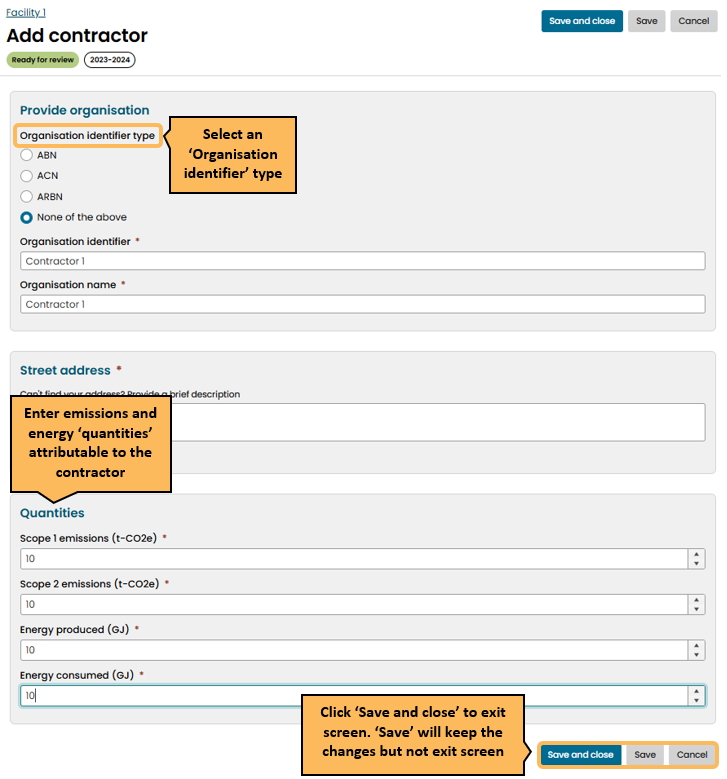 Facility 1
Save and close
Save
Cancel
Add contractor
Ready for review
2023-2024
Provide organisation
Organisation identifier type
Select an
‘Organisation
identifier’ type
ABN
ACN
ARBN
None of the above
Organisation identifier *
Contractor 1
Organisation name *
Contractor 1
Street address *
Can't find your address? Provide a brief description
Enter emissions and
energy ‘quantities’
attributable to the
contractor
Quantities
Scope 1 emissions (t-CO2e) *
10
Scope 2 emissions (t-CO2e) *
10
Energy produced (GJ) *
10
Energy consumed (GJ) *
10
Click ‘Save and close’ to exit
screen. ‘Save’ will keep the
changes but not exit screen
Save and close
Save
Cancel